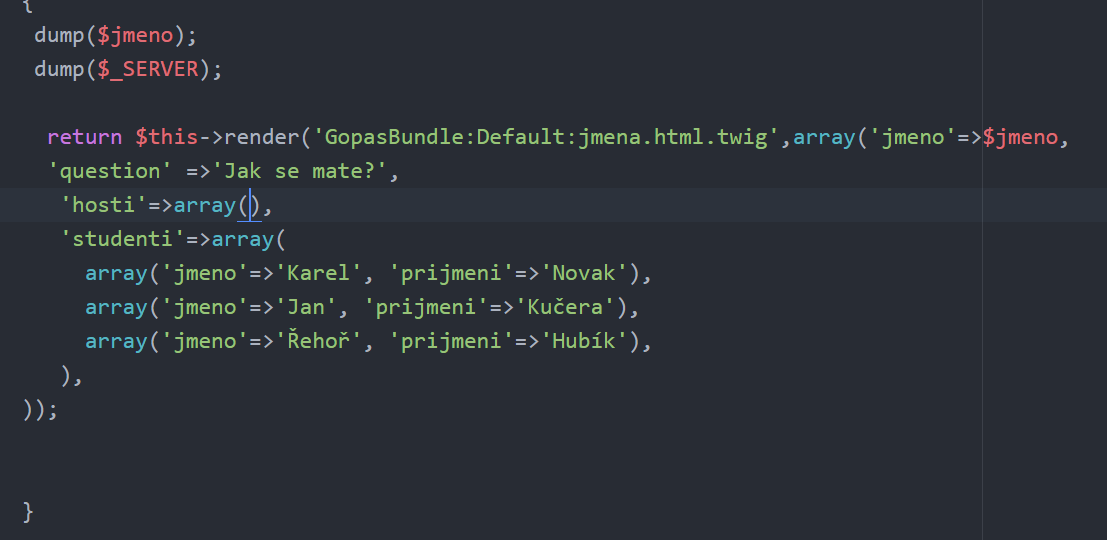 {
dump($jmeno);
dump($_SERVER);
return $this->render('GopasBundle:Default:jmena.html.twig',array('jmeno'=>$jmeno,
'question' =>'Jak se mate?',
'hosti'=>array(),
'studenti'=>array(
array('jmeno'=>'Karel', 'prijmeni'=>'Novak'),
array('jmeno'=>'Jan', 'prijmeni'=>'Kučera'),
array('jmeno'=>'Řehoř', 'prijmeni'=>'Hubík'),
),
));
}